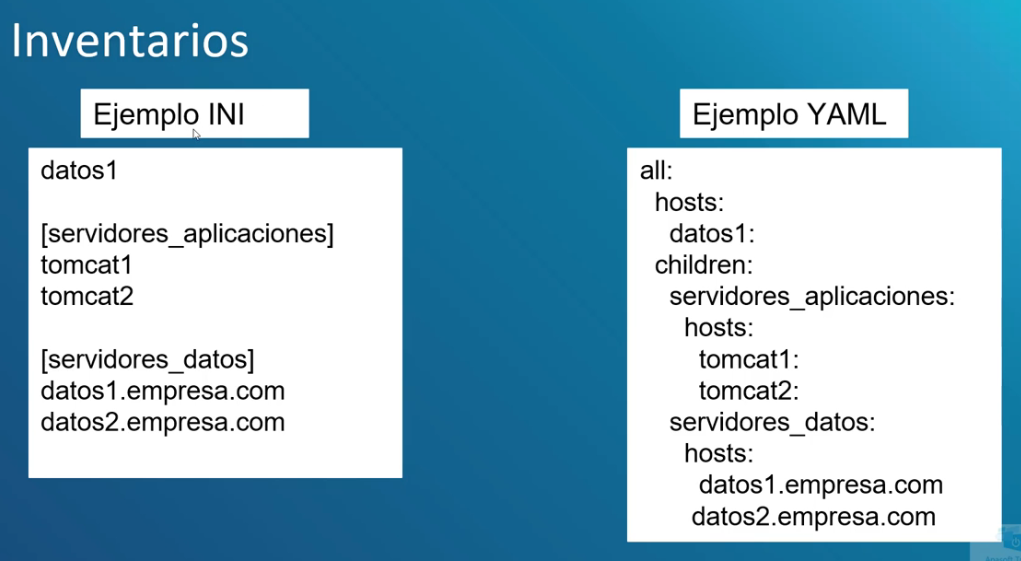 Inventarios
Ejemplo INI
datos1
[servidores_aplicaciones]
tomcat1
tomcat2
[servidores_datos]
datos1.empresa.com
datos2.empresa.com
Ejemplo YAML
all:
hosts:
datos1:
children:
servidores_aplicaciones:
hosts:
tomcat1:
tomcat2:
servidores_datos:
hosts:
datos1.empresa.com
datos2.empresa.com